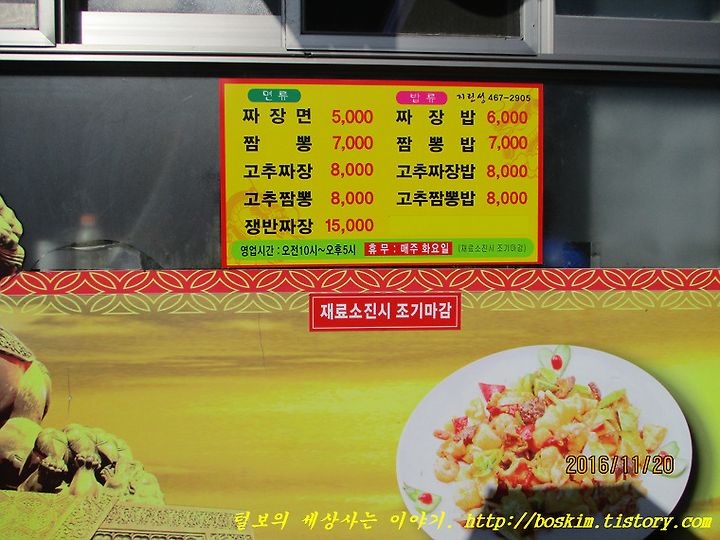 면 류
밥 류 지린성 467-2905
짜 장 면 5,000
짜 장 밥 6,000
짬 뽕 7,000
짬 뽕 밥 7,000
고추짜장 8,000
고추짜장밥 8,000
고추짬뽕 8,000
고추짬뽕밥 8,000
쟁반짜장 15,000
영업시간 : 오전10시~오후5시 휴 무 : 매주 화요일 (재료소진시 조기마감)
재료소진시 조기마감
2016/11/20
털보의 세상사는 이야기. http://boskim.tistory.com